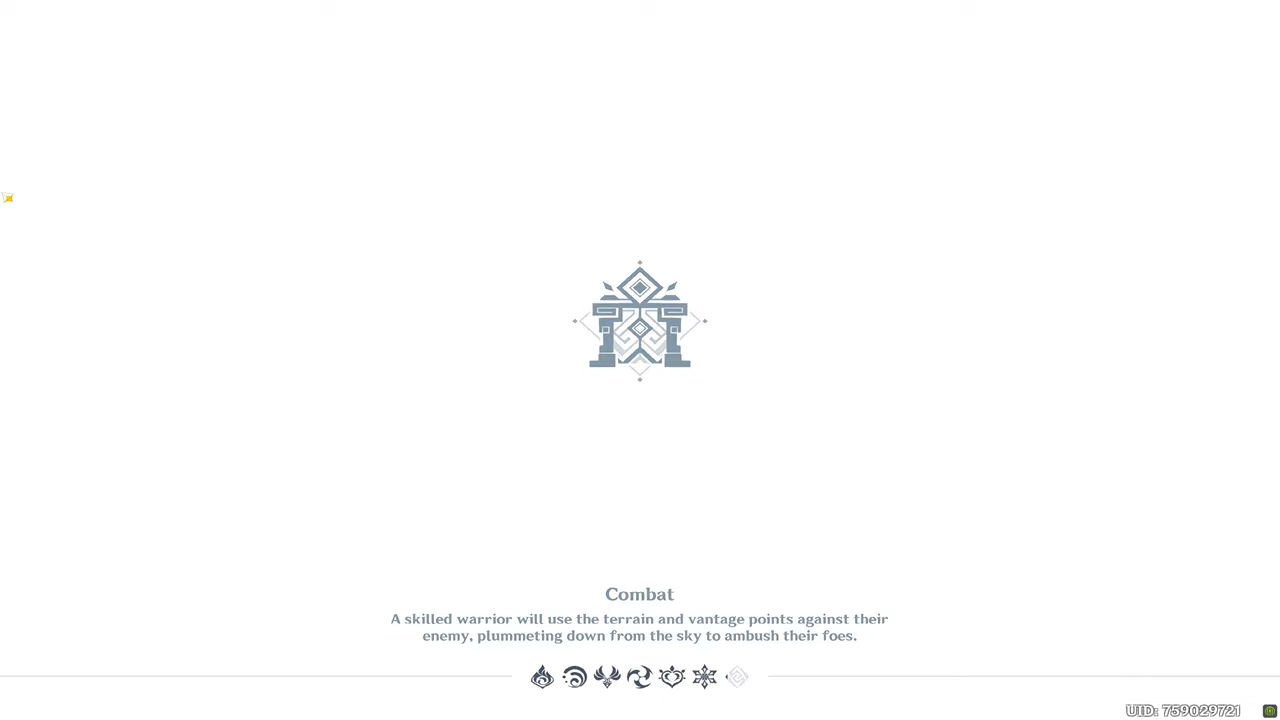 Combat
A skilled warrior will use the terrain and vantage points against their
enemy, plummeting down from the sky to ambush their foes.
UID: 759029721